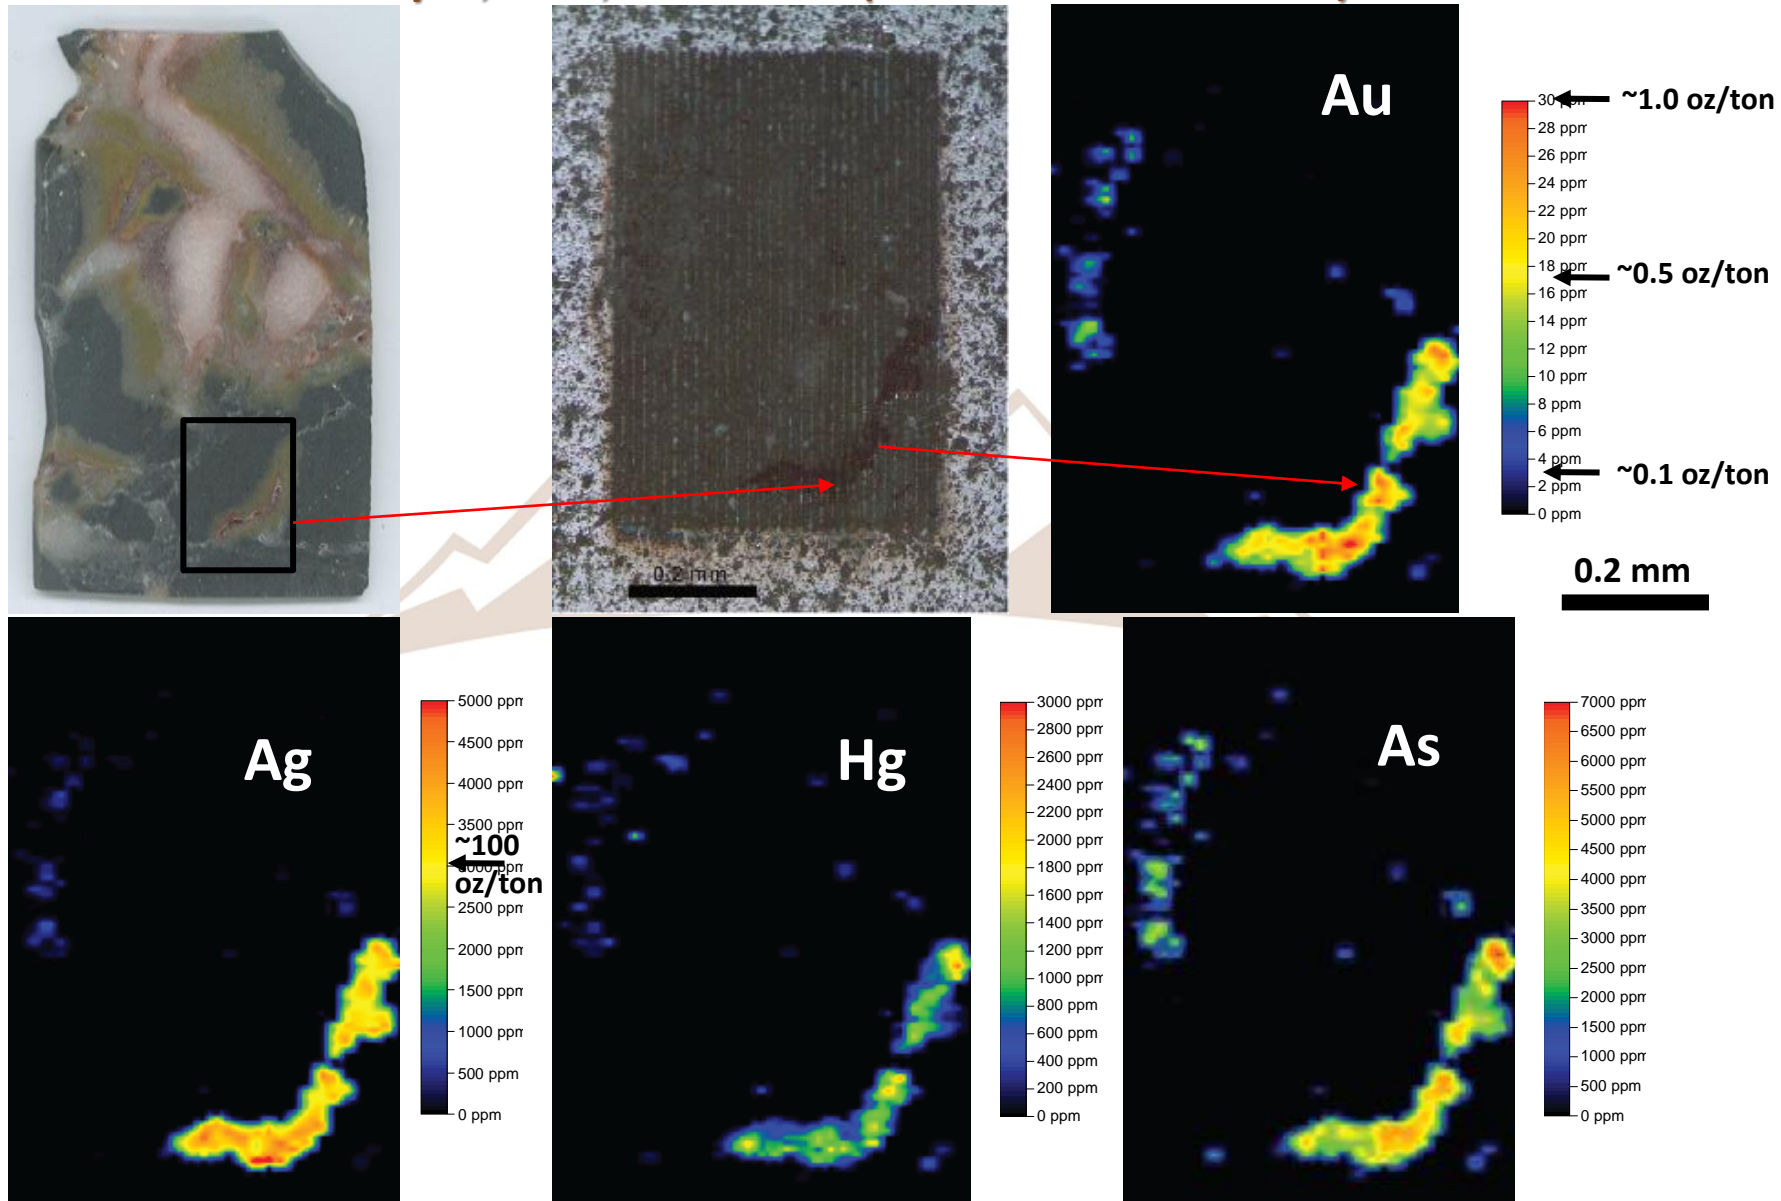 Au
30 ppm
28 ppm
26 ppm
24 ppm
22 ppm
20 ppm
18 ppm
16 ppm
14 ppm
12 ppm
10 ppm
8 ppm
6 ppm
4 ppm
2 ppm
0 ppm
~1.0 oz/ton
~0.5 oz/ton
~0.1 oz/ton
0.2 mm
0.2 mm
Ag
5000 ppm
4500 ppm
4000 ppm
3500 ppm
~100
3000 ppm
oz/ton
2500 ppm
2000 ppm
1500 ppm
1000 ppm
500 ppm
0 ppm
Hg
3000 ppm
2800 ppm
2600 ppm
2400 ppm
2200 ppm
2000 ppm
1800 ppm
1600 ppm
1400 ppm
1200 ppm
1000 ppm
800 ppm
600 ppm
400 ppm
200 ppm
0 ppm
As
7000 ppm
6500 ppm
6000 ppm
5500 ppm
5000 ppm
4500 ppm
4000 ppm
3500 ppm
3000 ppm
2500 ppm
2000 ppm
1500 ppm
1000 ppm
500 ppm
0 ppm